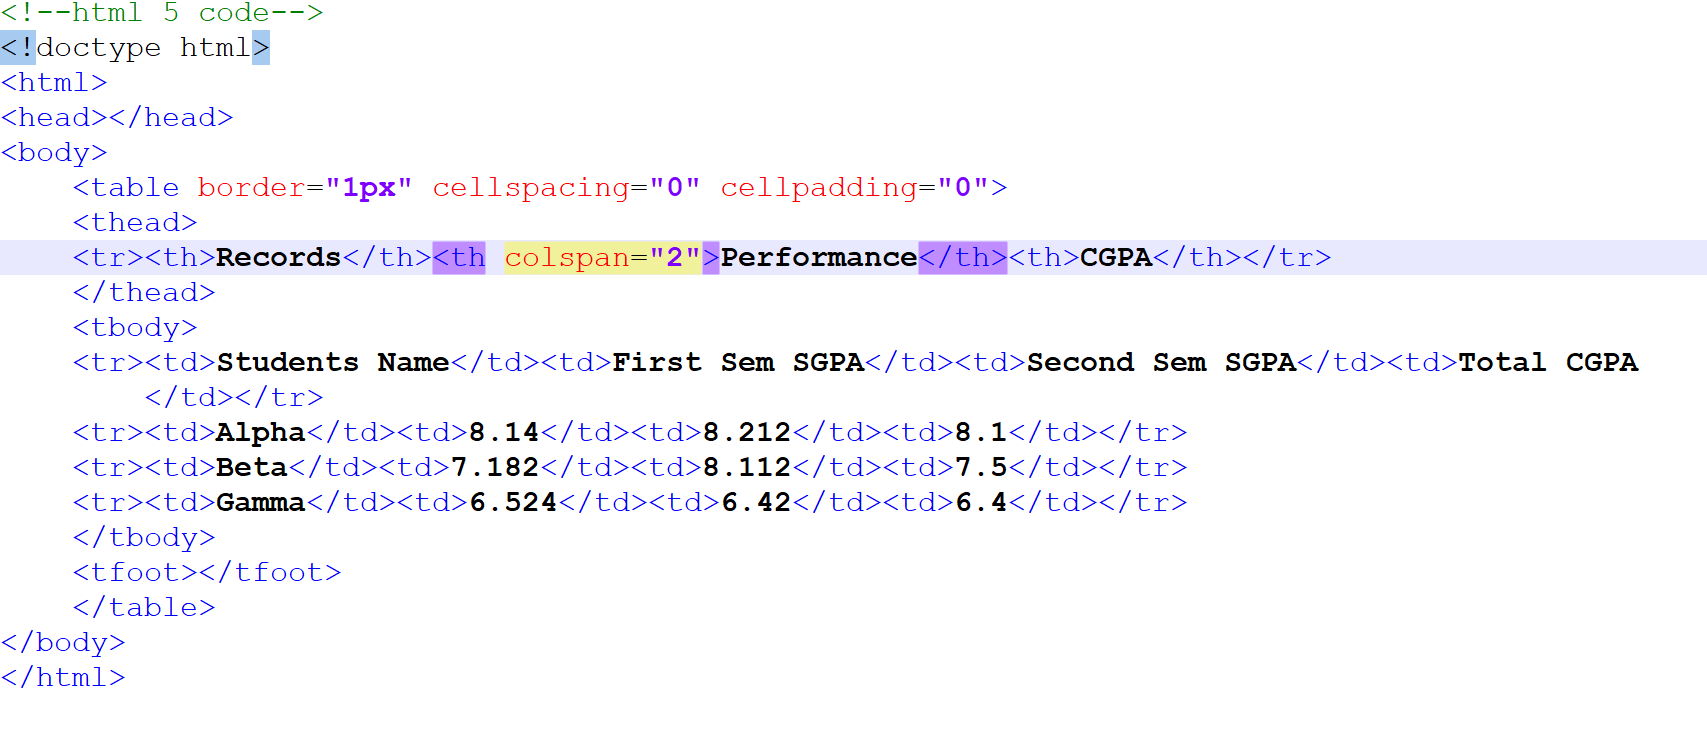 <!--html 5 code-->
<!doctype html>
<html>
<head></head>
<body>
    <table border="1px" cellspacing="0" cellpadding="0">
    <thead>
    <tr><th>Records</th><th colspan="2">Performance</th><th>CGPA</th></tr>
    </thead>
    <tbody>
    <tr><td>Students Name</td><td>First Sem SGPA</td><td>Second Sem SGPA</td><td>Total CGPA
        </td></tr>
    <tr><td>Alpha</td><td>8.14</td><td>8.212</td><td>8.1</td></tr>
    <tr><td>Beta</td><td>7.182</td><td>8.112</td><td>7.5</td></tr>
    <tr><td>Gamma</td><td>6.524</td><td>6.42</td><td>6.4</td></tr>
    </tbody>
    <tfoot></tfoot>
    </table>
</body>
</html>